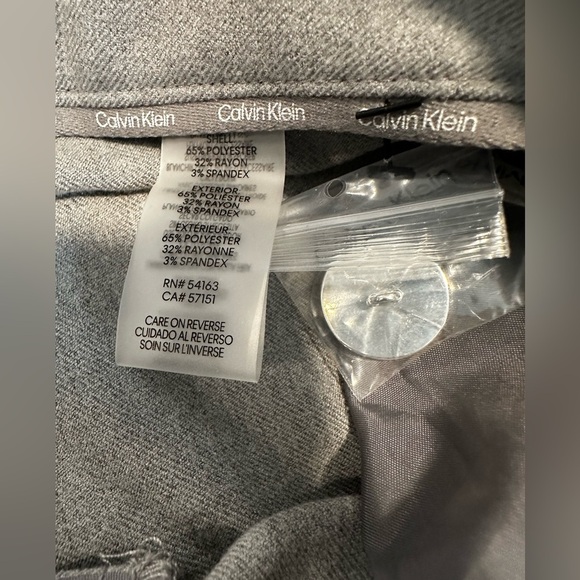 Calvin Klein Calvin Klein Calvin Klein
SHELL:
65% POLYESTER
32% RAYON
3% SPANDEX
EXTERIOR:
65% POLIÉSTER
32% RAYON
3% SPANDEX
EXTÉRIEUR:
65% POLYESTER
32% RAYONNE
3% SPANDEX
RN# 54163
CA# 57151
CARE ON REVERSE
CUIDADO AL REVERSO
SOIN SUR L'INVERSE